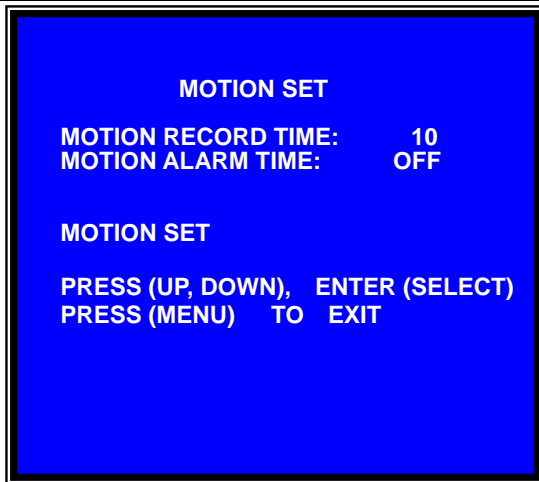 MOTION SET
MOTION RECORD TIME: 10
MOTION ALARM TIME: OFF
MOTION SET
PRESS (UP, DOWN), ENTER (SELECT)
PRESS (MENU) TO EXIT